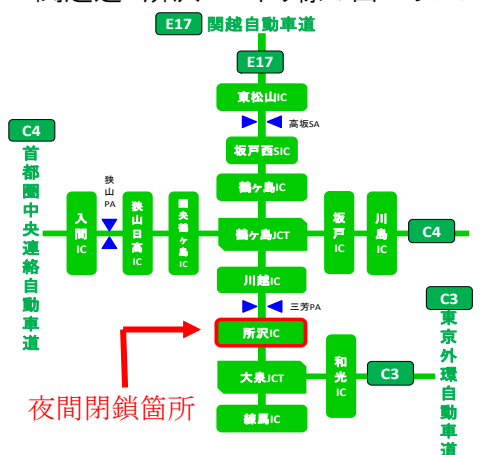 E17 関越自動車道
E17
東松山IC
高坂SA
坂戸西SIC
鶴ヶ島IC
C4
首都圏中央連絡自動車道
入間IC
狭山PA
狭山日高IC
圏央鶴ヶ島IC
鶴ヶ島JCT
坂戸IC
川島IC
C4
川越IC
三芳PA
所沢IC
C3
東京外環自動車道
大泉JCT
和光IC
C3
練馬IC
夜間閉鎖箇所